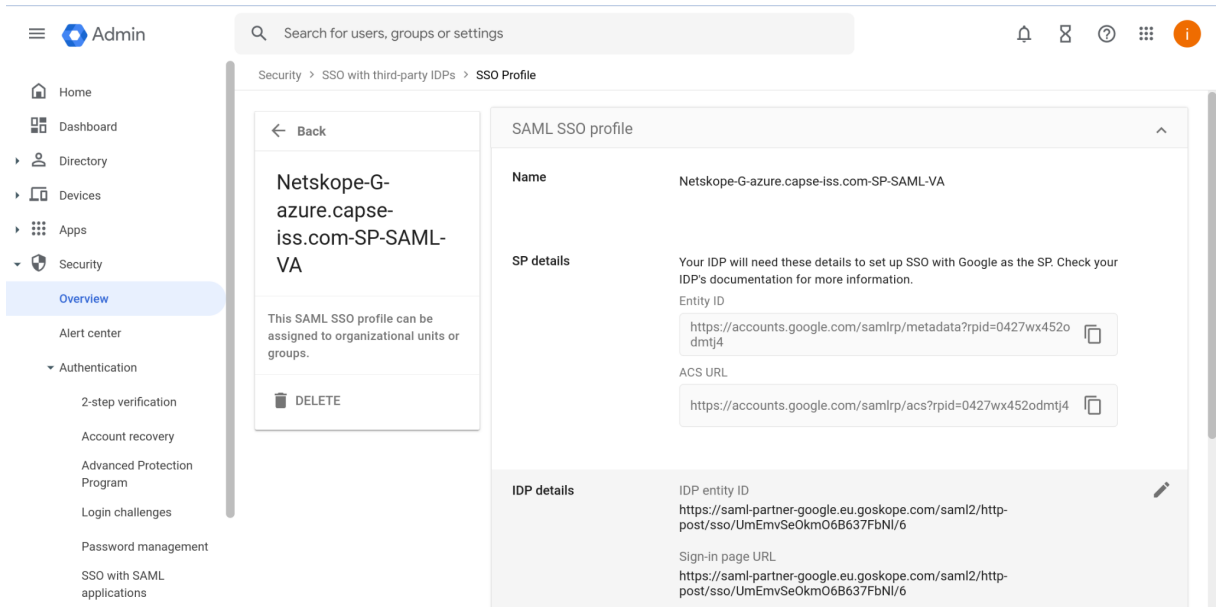 Admin
Search for users, groups or settings
i
Security > SSO with third-party IDPs > SSO Profile
Home
Dashboard
Directory
Devices
Apps
Security
Overview
Alert center
Authentication
2-step verification
Account recovery
Advanced Protection
Program
Login challenges
Password management
SSO with SAML
applications
Back
Netskope-G-
azure.capse-
iss.com-SP-SAML-
VA
This SAML SSO profile can be
assigned to organizational units or
groups.
DELETE
SAML SSO profile
Name
Netskope-G-azure.capse-iss.com-SP-SAML-VA
SP details
Your IDP will need these details to set up SSO with Google as the SP. Check your
IDP's documentation for more information.
Entity ID
https://accounts.google.com/samlrp/metadata?rpid=0427wx452o
dmtj4
ACS URL
https://accounts.google.com/samlrp/acs?rpid=0427wx452odmtj4
IDP details
IDP entity ID
https://saml-partner-google.eu.goskope.com/saml2/http-
post/sso/UmEmvSeOkmO6B637FbNl/6
Sign-in page URL
https://saml-partner-google.eu.goskope.com/saml2/http-
post/sso/UmEmvSeOkmO6B637FbNl/6